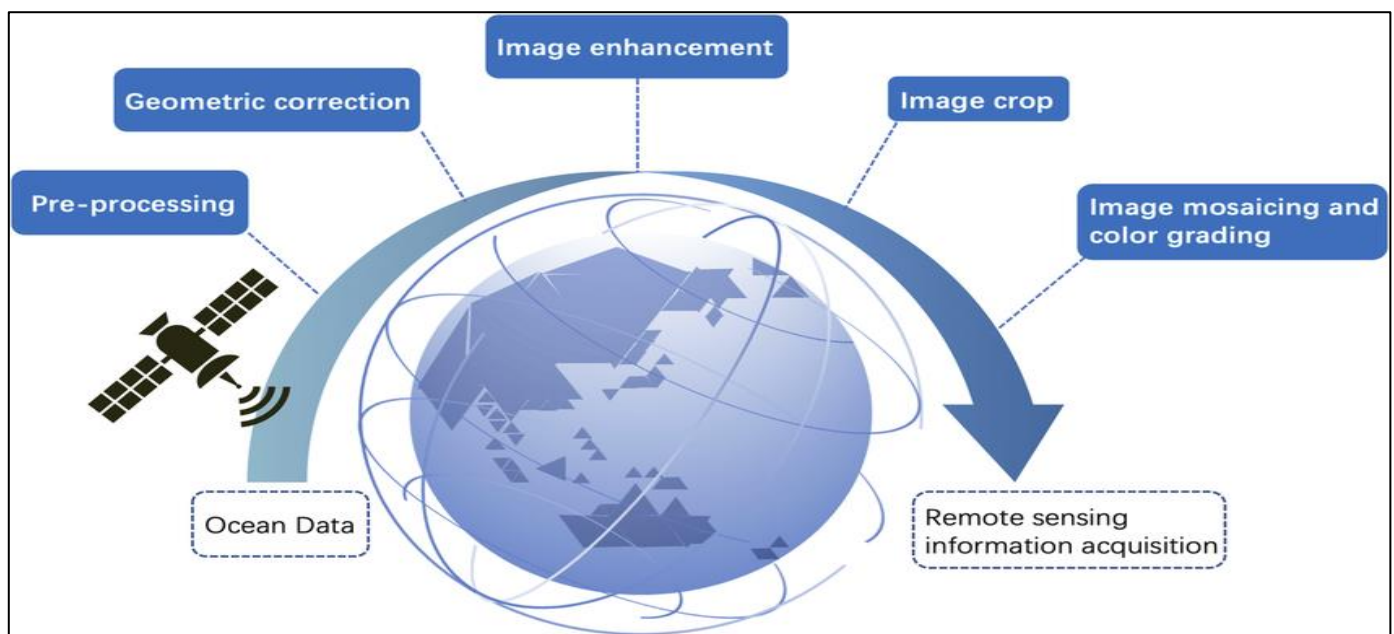 Image enhancement
Geometric correction
Image crop
Pre-processing
Image mosaicing and
color grading
Ocean Data
Remote sensing
information acquisition